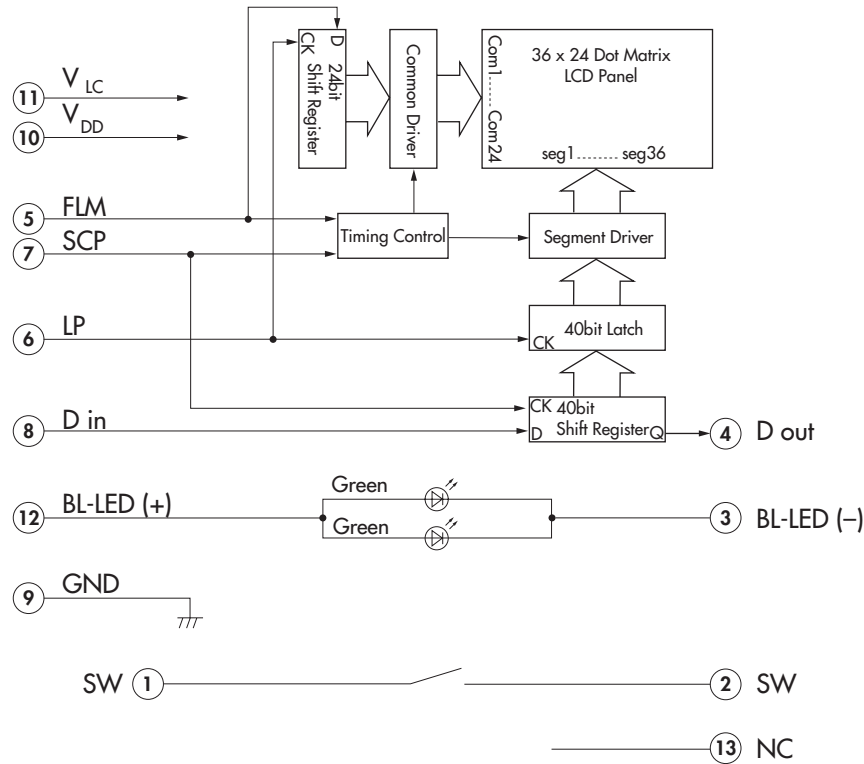 D
CK
24bit
Shift Register
Common Driver
Com1
Com24
36 x 24 Dot Matrix
LCD Panel
seg1 ........ seg36
11 VLC
10 VDD
5 FLM
7 SCP
Timing Control
Segment Driver
6 LP
40bit Latch
CK
8 D in
CK 40bit
D Shift Register Q
4 D out
12 BL-LED (+)
Green
Green
3 BL-LED (–)
9 GND
SW 1
2 SW
13 NC